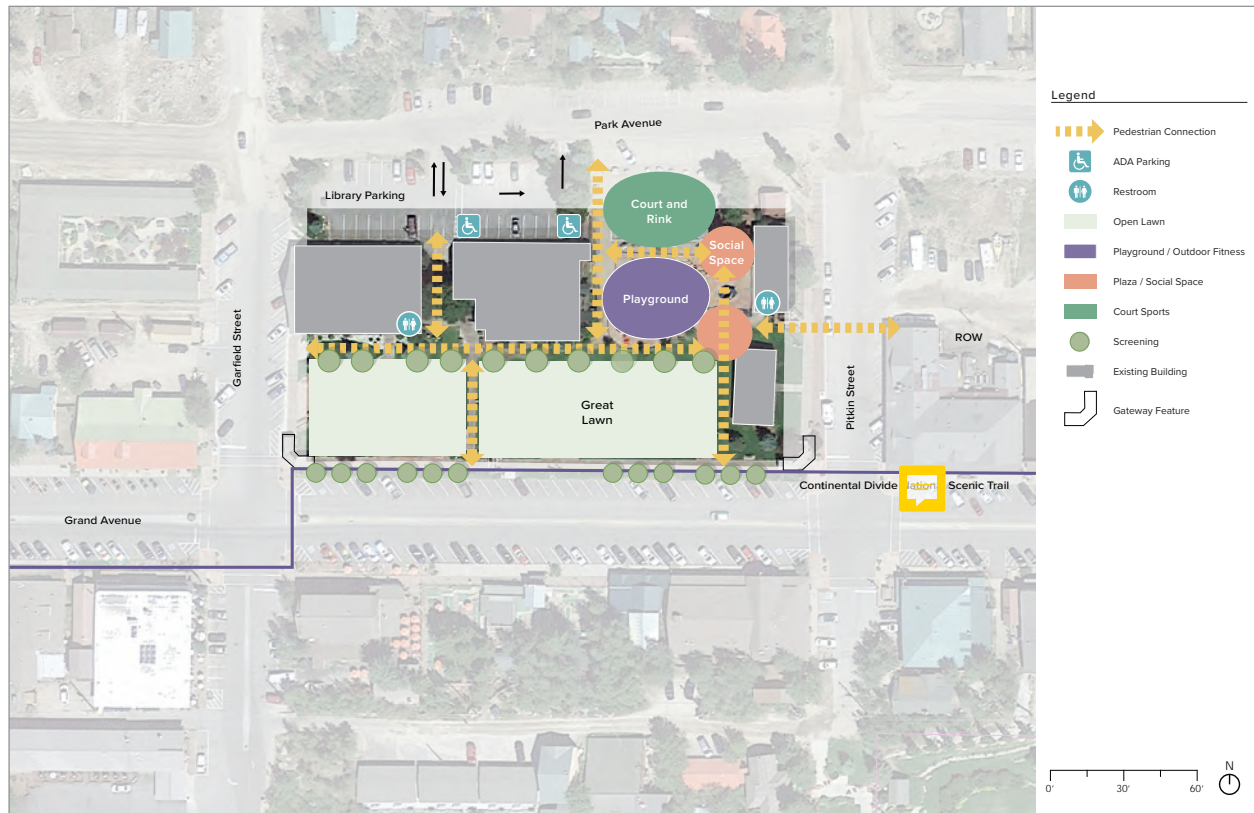 Park Avenue
Library Parking
Court and
Rink
Social
Space
Playground
Garfield Street
Pitkin Street
ROW
Great
Lawn
Continental Divide National Scenic Trail
Grand Avenue
Legend
Pedestrian Connection
ADA Parking
Restroom
Open Lawn
Playground / Outdoor Fitness
Plaza / Social Space
Court Sports
Screening
Existing Building
Gateway Feature
N
0' 30' 60'